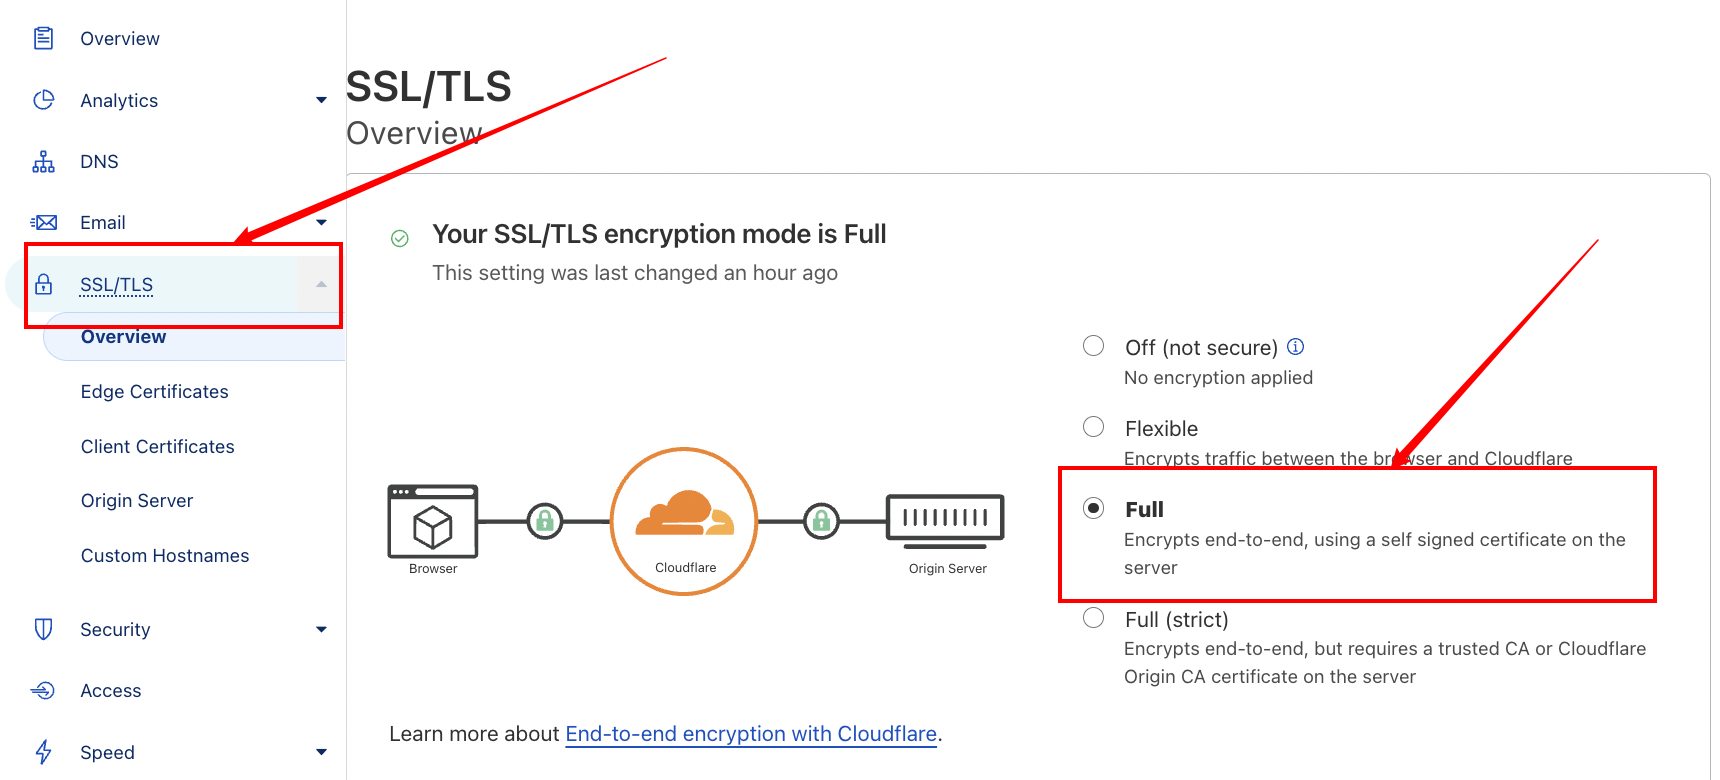 Overview
Analytics
DNS
Email
SSL/TLS
Overview
Edge Certificates
Client Certificates
Origin Server
Custom Hostnames
Security
Access
Speed
SSL/TLS
Overview
Your SSL/TLS encryption mode is Full
This setting was last changed an hour ago
Browser
Cloudflare
Origin Server
Off (not secure)
No encryption applied
Flexible
Encrypts traffic between the browser and Cloudflare
Full
Encrypts end-to-end, using a self signed certificate on the
server
Full (strict)
Encrypts end-to-end, but requires a trusted CA or Cloudflare
Origin CA certificate on the server
Learn more about End-to-end encryption with Cloudflare.